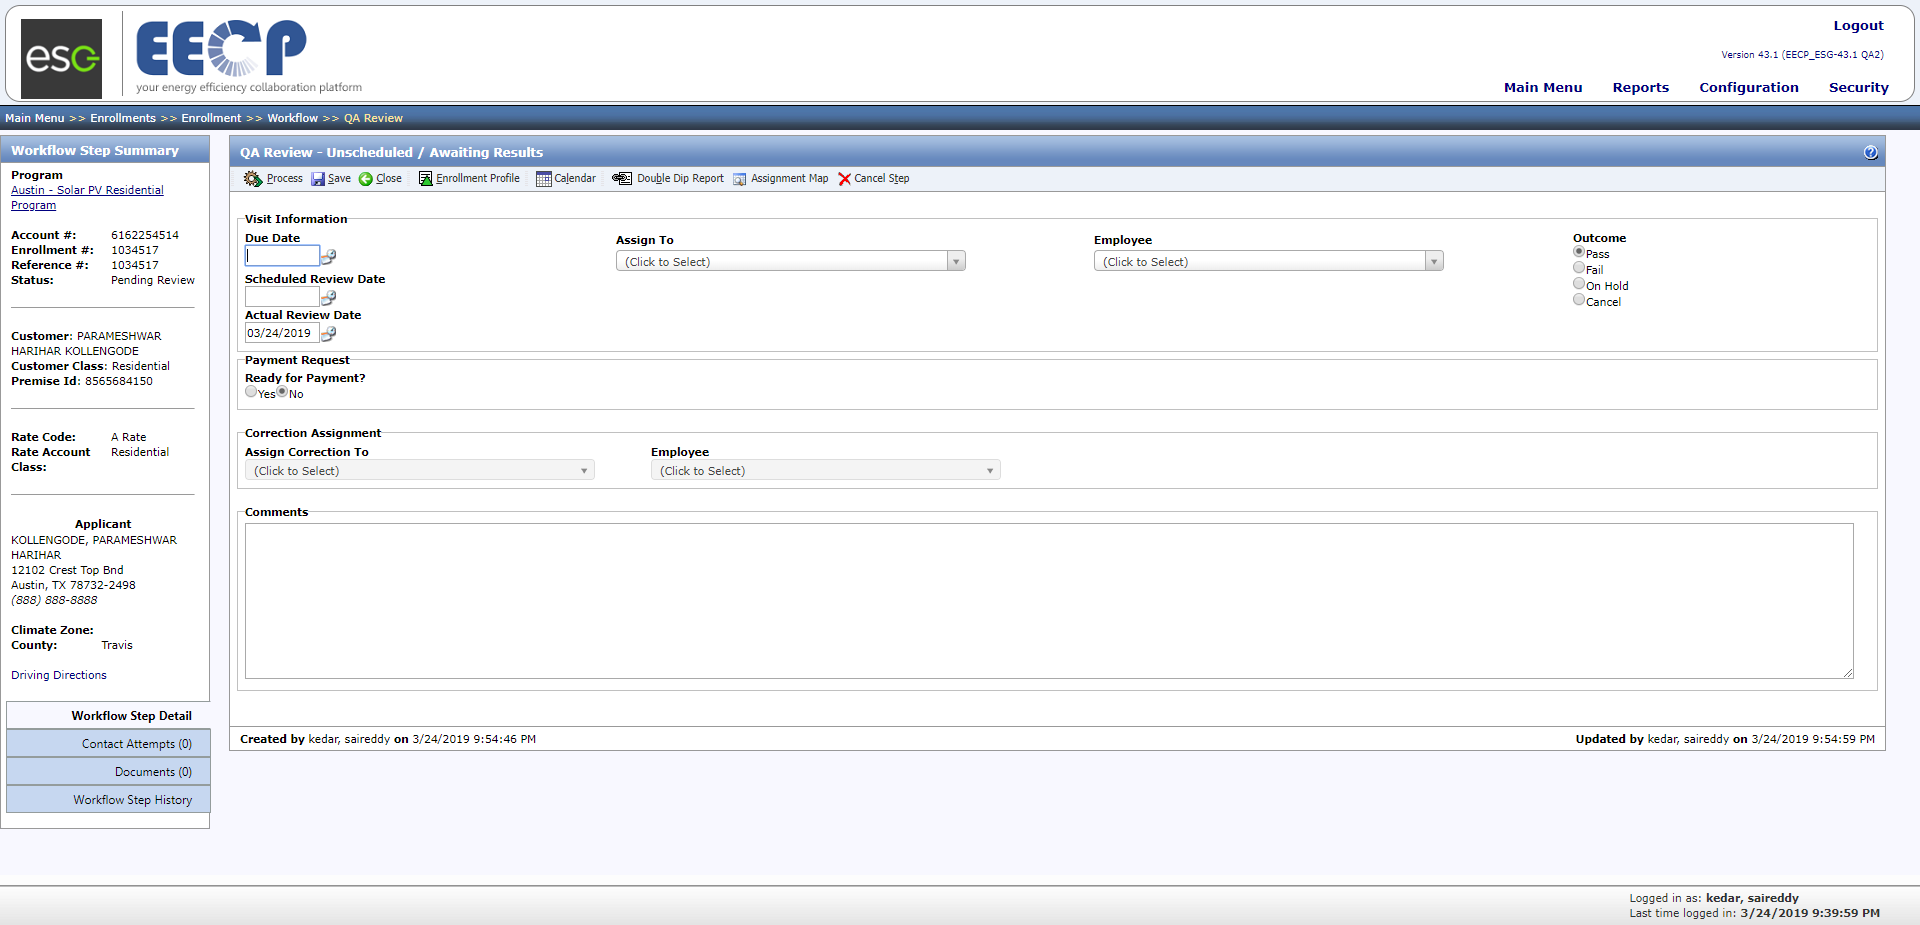 esg
EECP
your energy efficiency collaboration platform
Logout
Version 43.1 (EECP_ESG-43.1 QA2)
Main Menu Reports Configuration Security
Main Menu >> Enrollments >> Enrollment >> Workflow >> QA Review
Workflow Step Summary
Program
Austin - Solar PV Residential
Program
Account #: 6162254514
Enrollment #: 1034517
Reference #: 1034517
Status: Pending Review
Customer: PARAMESHWAR
HARIHAR KOLLENGODE
Customer Class: Residential
Premise Id: 8565684150
Rate Code: A Rate
Rate Account Residential
Class:
Applicant
KOLLENGODE, PARAMESHWAR
HARIHAR
12102 Crest Top Bnd
Austin, TX 78732-2498
(888) 888-8888
Climate Zone:
County: Travis
Driving Directions
Workflow Step Detail
Contact Attempts (0)
Documents (0)
Workflow Step History
QA Review - Unscheduled / Awaiting Results
Process Save Close Enrollment Profile Calendar Double Dip Report Assignment Map Cancel Step
Visit Information
Due Date
Scheduled Review Date
Actual Review Date
03/24/2019
Assign To
(Click to Select)
Employee
(Click to Select)
Outcome
Pass
Fail
On Hold
Cancel
Payment Request
Ready for Payment?
Yes No
Correction Assignment
Assign Correction To
(Click to Select)
Employee
(Click to Select)
Comments
Created by kedar, saireddy on 3/24/2019 9:54:46 PM
Updated by kedar, saireddy on 3/24/2019 9:54:59 PM
Logged in as: kedar, saireddy
Last time logged in: 3/24/2019 9:39:59 PM